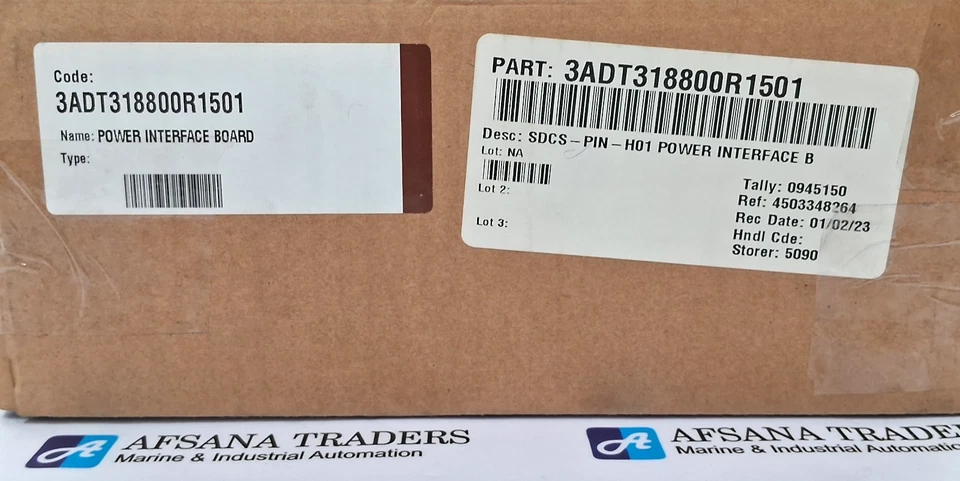 Code:
3ADT318800R1501
Name: POWER INTERFACE BOARD
Type:
PART: 3ADT318800R1501
Desc: SDCS-PIN-H01 POWER INTERFACE B
Lot: NA
Lot 2:
Lot 3:
Tally: 0945150
Ref: 4503348264
Rec Date: 01/02/23
Hndl Cde:
Storer: 5090
AFSANA TRADERS
Marine & Industrial Automation
AFSANA TRADERS
Marine & Industrial Automation